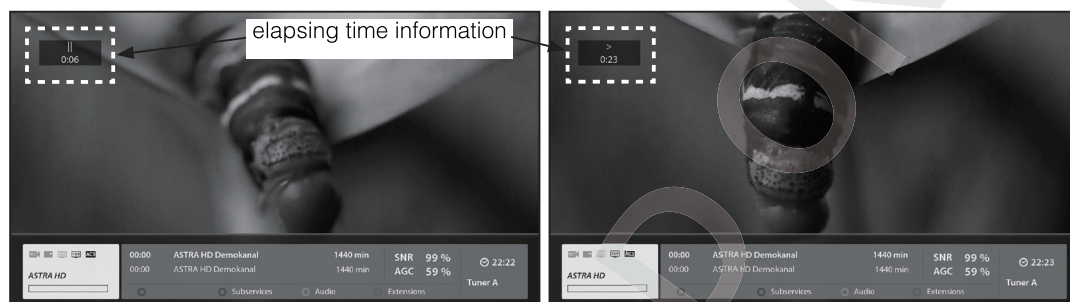 elapsing time information
||
0:06
>
0:23
00:00 ASTRA HD Demokanal 1440 min
00:00 ASTRA HD Demokanal 1440 min
ASTRA HD
SNR 99 %
AGC 59 %
22:22
Tuner A
Subservices Audio Extensions
00:00 ASTRA HD Demokanal 1440 min
00:00 ASTRA HD Demokanal 1440 min
ASTRA HD
SNR 99 %
AGC 59 %
22:23
Tuner A
Subservices Audio Extensions